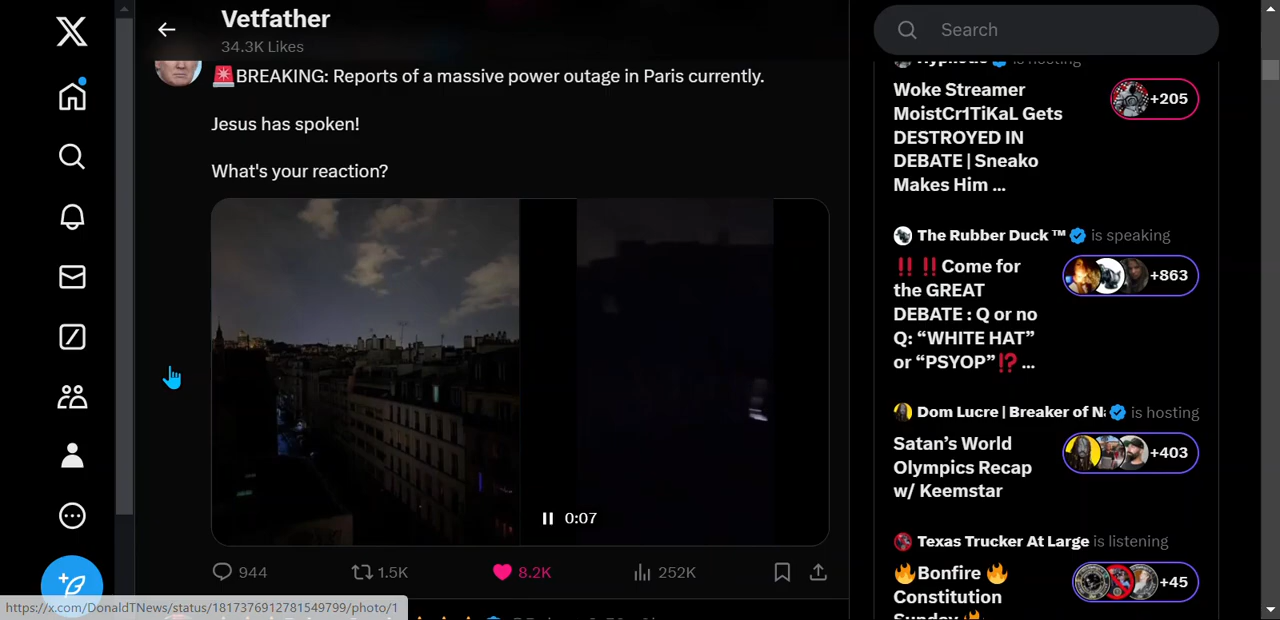 Vetfather
34.3K Likes
🚨BREAKING: Reports of a massive power outage in Paris currently.
Jesus has spoken!
What's your reaction?
0:07
944
1.5K
8.2K
252K
https://x.com/DonaldTNews/status/1817376912781549799/photo/1
Search
is hosting
Woke Streamer
MoistCr1TiKaL Gets
DESTROYED IN
DEBATE | Sneako
Makes Him ...
+205
The Rubber Duck ™ is speaking
‼️ ‼️Come for
the GREAT
DEBATE : Q or no
Q: “WHITE HAT”
or “PSYOP”⁉️ ...
+863
Dom Lucre | Breaker of Na is hosting
Satan’s World
Olympics Recap
w/ Keemstar
+403
Texas Trucker At Large is listening
🔥Bonfire 🔥
Constitution
Sunday 🔥
+45